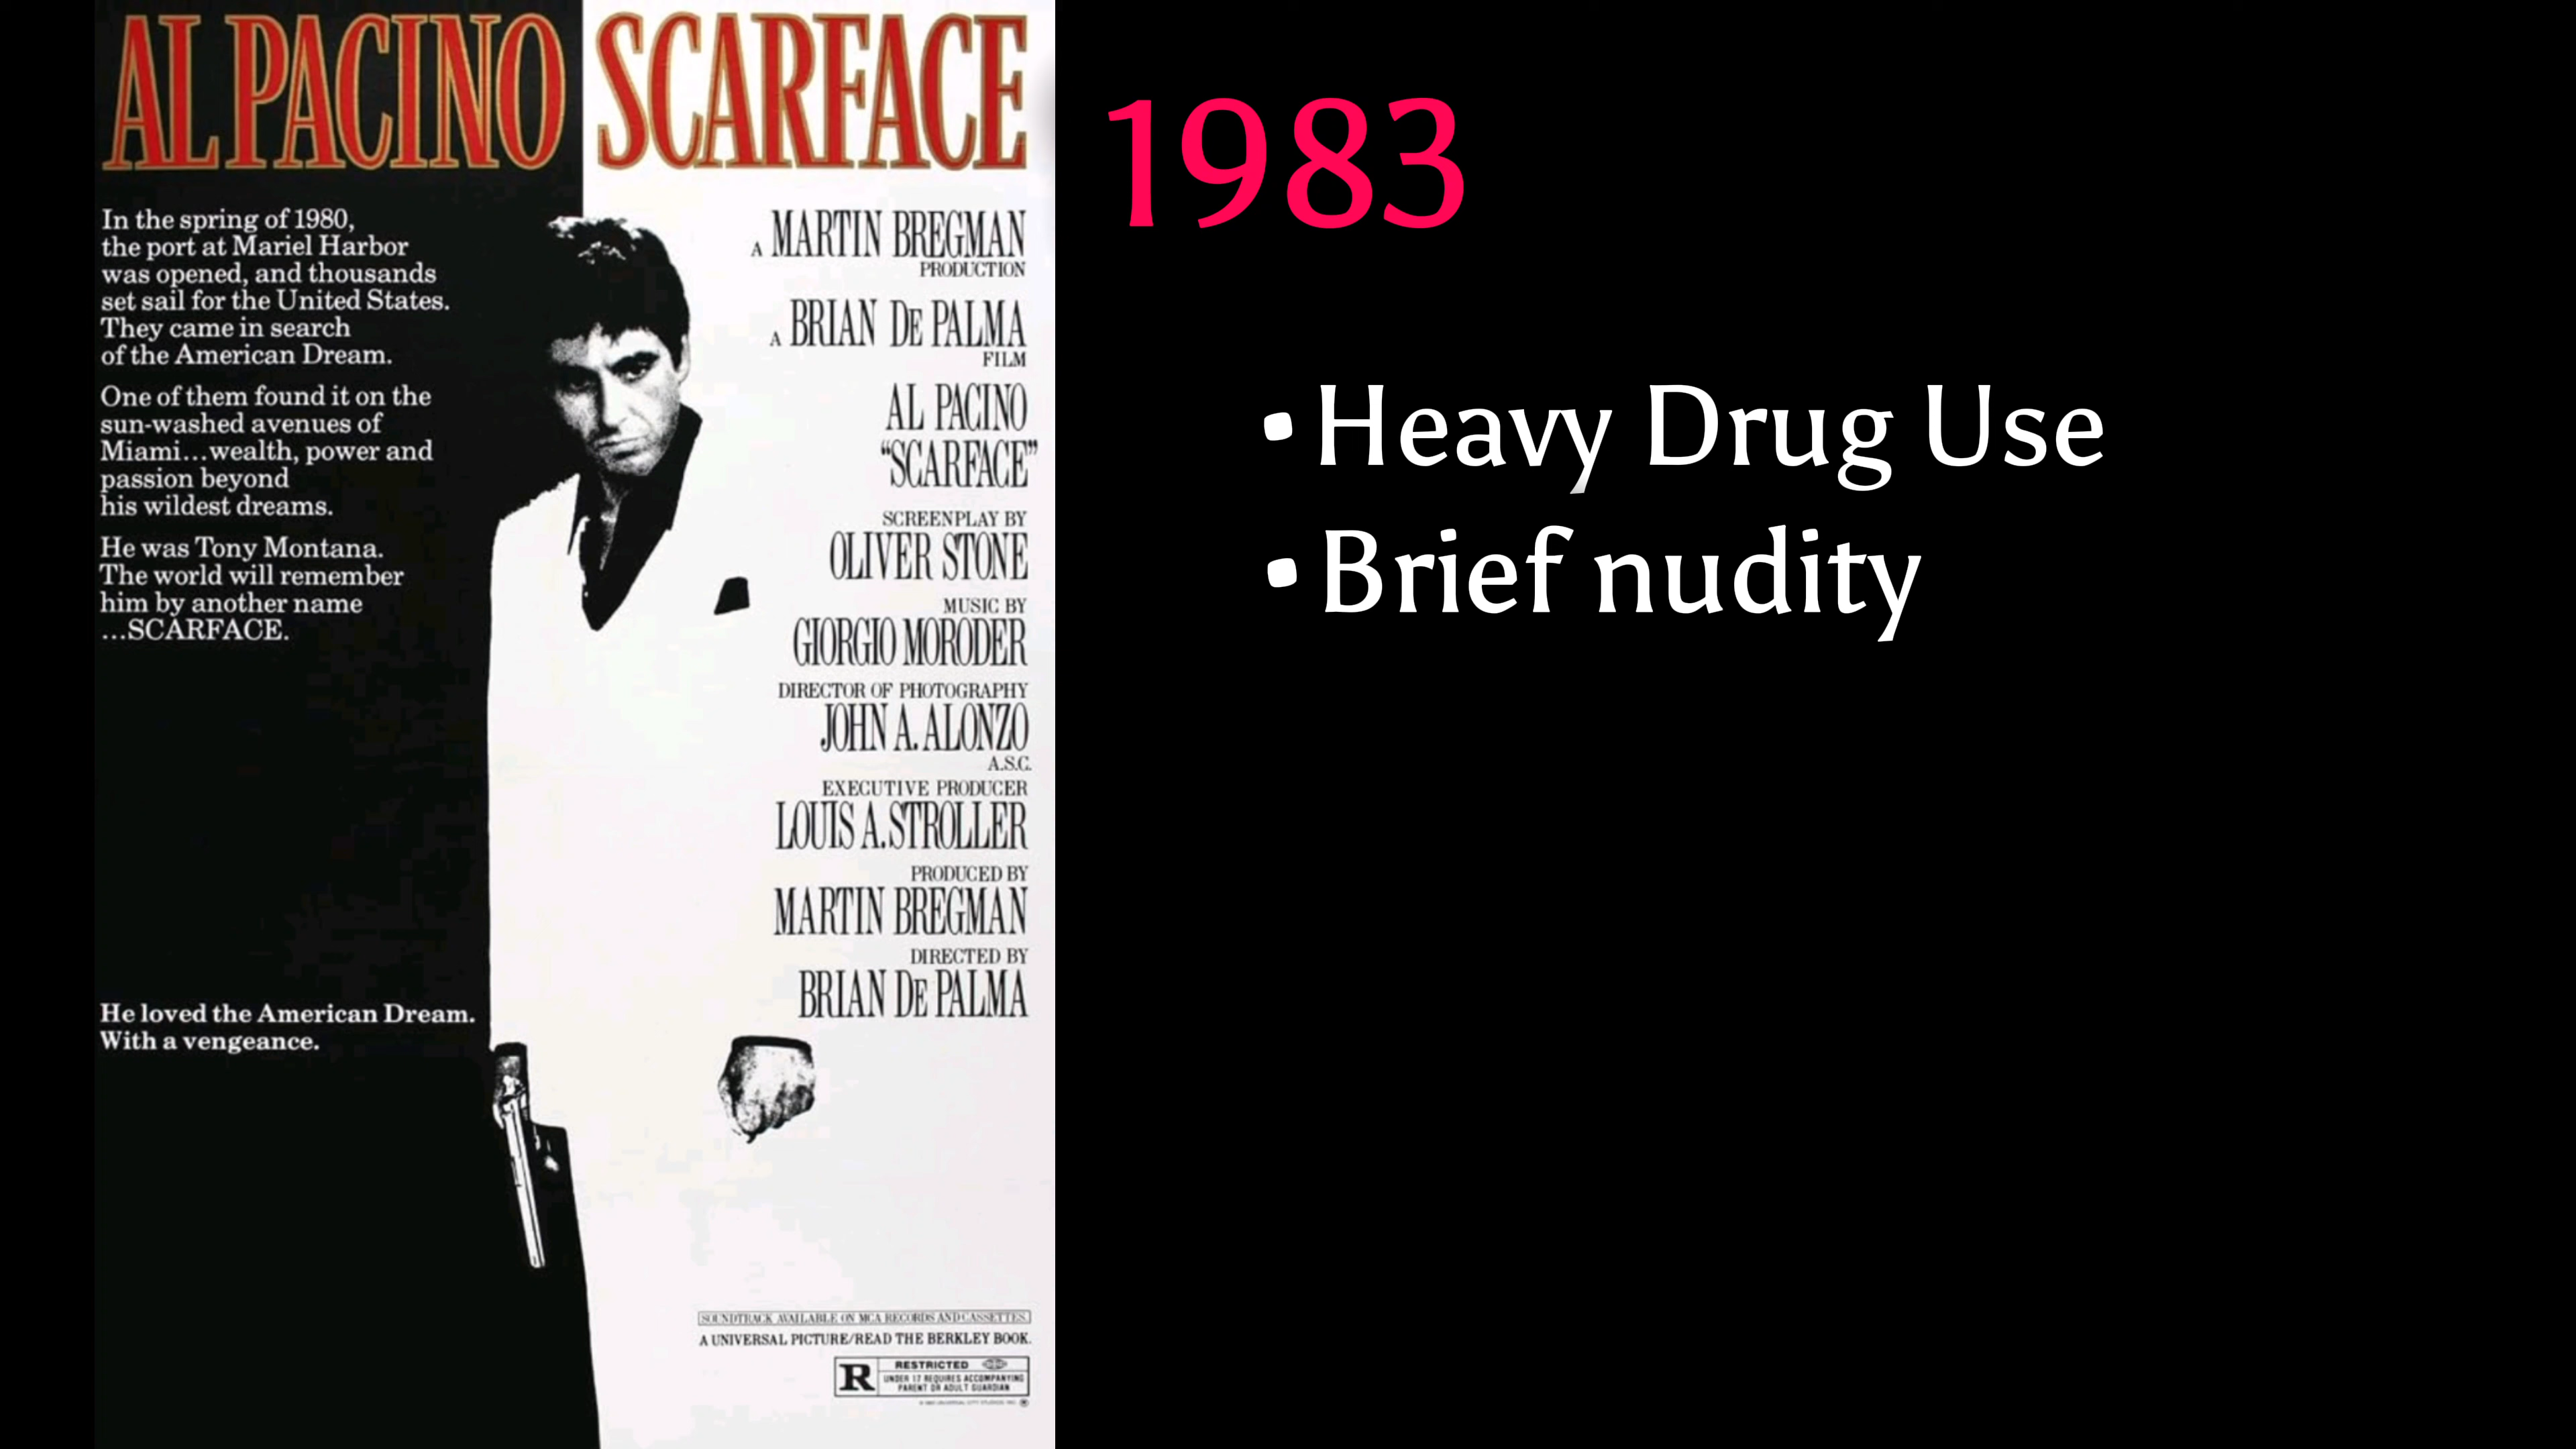 AL PACINO SCARFACE
In the spring of 1980,
the port at Mariel Harbor
was opened, and thousands
set sail for the United States.
They came in search
of the American Dream.
One of them found it on the
sun-washed avenues of
Miami...wealth, power and
passion beyond
his wildest dreams.
He was Tony Montana.
The world will remember
him by another name
...SCARFACE.
He loved the American Dream.
With a vengeance.
A MARTIN BREGMAN
PRODUCTION
A BRIAN DE PALMA
FILM
AL PACINO
“SCARFACE”
SCREENPLAY BY
OLIVER STONE
MUSIC BY
GIORGIO MORODER
DIRECTOR OF PHOTOGRAPHY
JOHN A. ALONZO
A.S.C.
EXECUTIVE PRODUCER
LOUIS A. STROLLER
PRODUCED BY
MARTIN BREGMAN
DIRECTED BY
BRIAN DE PALMA
SOUNDTRACK AVAILABLE ON MCA RECORDS AND CASSETTES.
A UNIVERSAL PICTURE/READ THE BERKLEY BOOK.
R RESTRICTED
UNDER 17 REQUIRES ACCOMPANYING
PARENT OR ADULT GUARDIAN
1983
• Heavy Drug Use
• Brief nudity